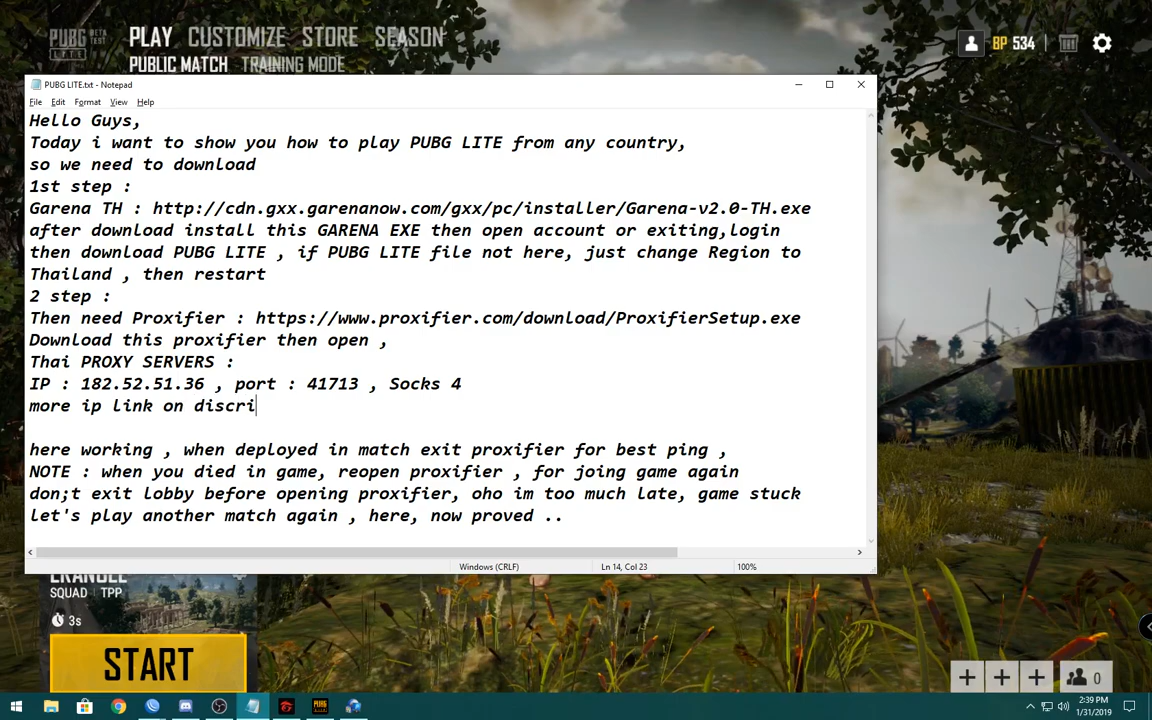 PUBG LITE BETA TEST
PLAY CUSTOMIZE STORE SEASON
BP 534
PUBLIC MATCH TRAINING MODE
PUBG LITE.txt - Notepad
File Edit Format View Help
Hello Guys,
Today i want to show you how to play PUBG LITE from any country,
so we need to download
1st step :
Garena TH : http://cdn.gxx.garenanow.com/gxx/pc/installer/Garena-v2.0-TH.exe
after download install this GARENA EXE then open account or exiting,login
then download PUBG LITE , if PUBG LITE file not here, just change Region to
Thailand , then restart
2 step :
Then need Proxifier : https://www.proxifier.com/download/ProxifierSetup.exe
Download this proxifier then open ,
Thai PROXY SERVERS :
IP : 182.52.51.36 , port : 41713 , Socks 4
more ip link on discri
here working , when deployed in match exit proxifier for best ping ,
NOTE : when you died in game, reopen proxifier , for joing game again
don;t exit lobby before opening proxifier, oho im too much late, game stuck
let's play another match again , here, now proved ..
Windows (CRLF) Ln 14, Col 23 100%
ERANGEL
SQUAD TPP
3s
START
0
PUBG LITE
2:39 PM
1/31/2019